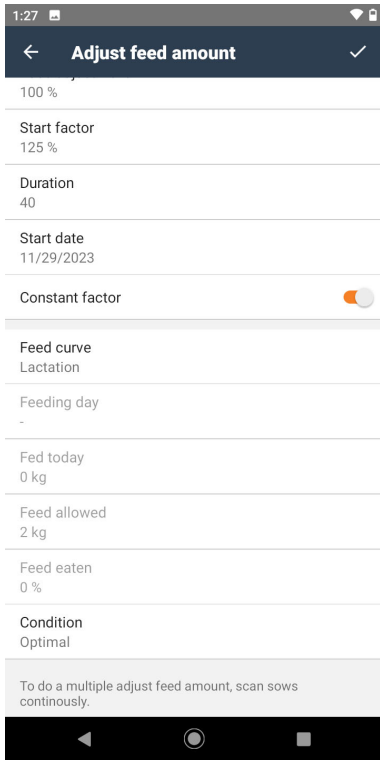 1:27
Adjust feed amount
100 %
Start factor
125 %
Duration
40
Start date
11/29/2023
Constant factor
Feed curve
Lactation
Feeding day
-
Fed today
0 kg
Feed allowed
2 kg
Feed eaten
0 %
Condition
Optimal
To do a multiple adjust feed amount, scan sows
continously.